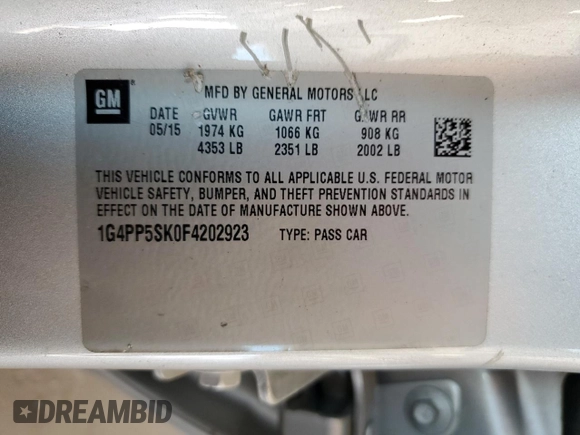 GM
MFD BY GENERAL MOTORS LLC
DATE GVWR GAWR FRT GAWR RR
05/15 1974 KG 1066 KG 908 KG
4353 LB 2351 LB 2002 LB
THIS VEHICLE CONFORMS TO ALL APPLICABLE U.S. FEDERAL MOTOR
VEHICLE SAFETY, BUMPER, AND THEFT PREVENTION STANDARDS IN
EFFECT ON THE DATE OF MANUFACTURE SHOWN ABOVE.
1G4PP5SK0F4202923 TYPE: PASS CAR
DREAMBID